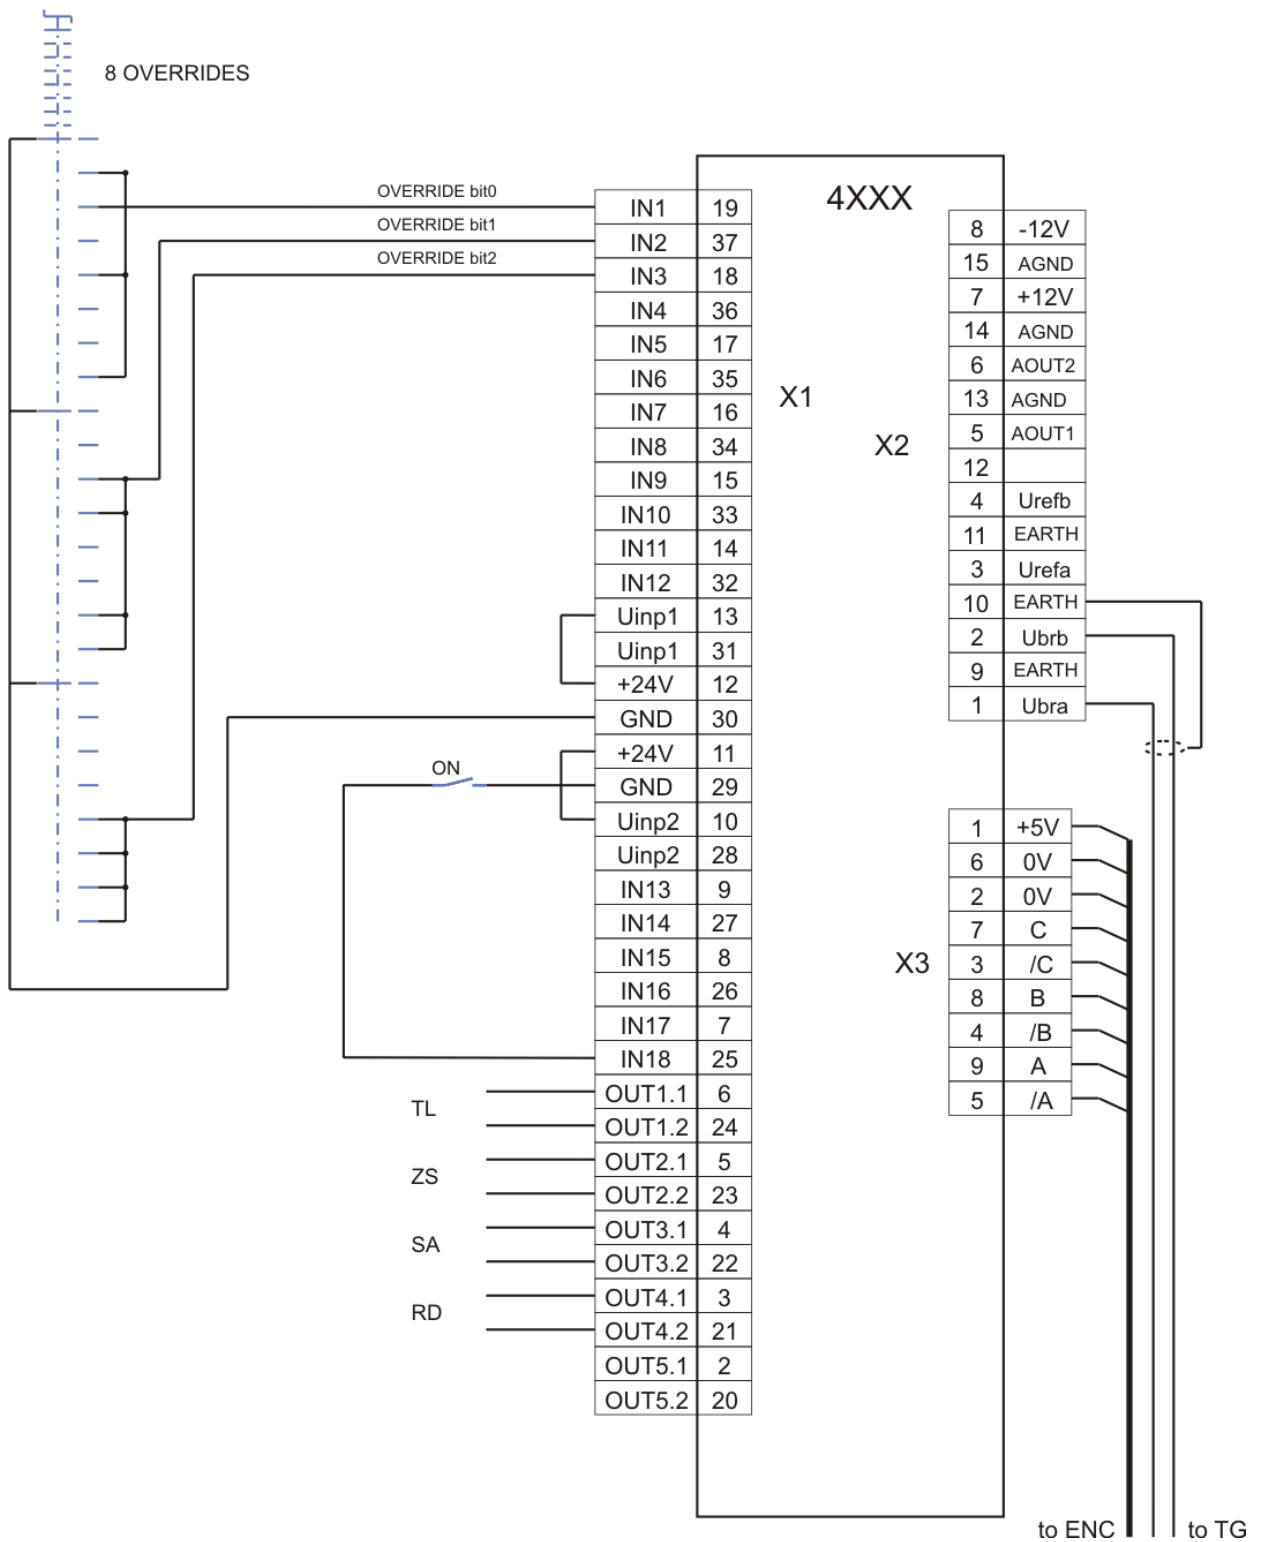 8 OVERRIDES
OVERRIDE bit0
OVERRIDE bit1
OVERRIDE bit2
4XXX
X1
IN1 19
IN2 37
IN3 18
IN4 36
IN5 17
IN6 35
IN7 16
IN8 34
IN9 15
IN10 33
IN11 14
IN12 32
Uinp1 13
Uinp1 31
+24V 12
GND 30
+24V 11
ON
GND 29
Uinp2 10
Uinp2 28
IN13 9
IN14 27
IN15 8
IN16 26
IN17 7
IN18 25
TL
OUT1.1 6
OUT1.2 24
ZS
OUT2.1 5
OUT2.2 23
SA
OUT3.1 4
OUT3.2 22
RD
OUT4.1 3
OUT4.2 21
OUT5.1 2
OUT5.2 20
X2
8 -12V
15 AGND
7 +12V
14 AGND
6 AOUT2
13 AGND
5 AOUT1
12
4 Urefb
11 EARTH
3 Urefa
10 EARTH
2 Ubrb
9 EARTH
1 Ubra
X3
1 +5V
6 0V
2 0V
7 C
3 /C
8 B
4 /B
9 A
5 /A
to ENC
to TG